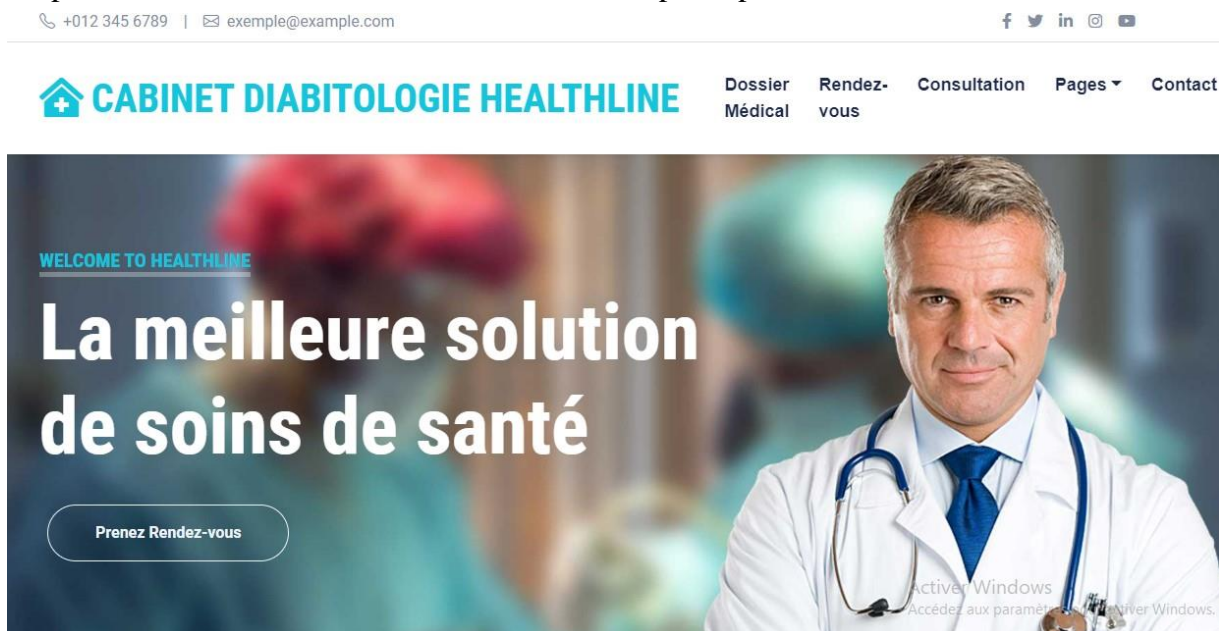 +012 345 6789 | exemple@example.com
CABINET DIABITOLOGIE HEALTHLINE
Dossier Médical
Rendez-vous
Consultation
Pages
Contact
WELCOME TO HEALTHLINE
La meilleure solution
de soins de santé
Prenez Rendez-vous
Activer Windows
Accédez aux Windows.